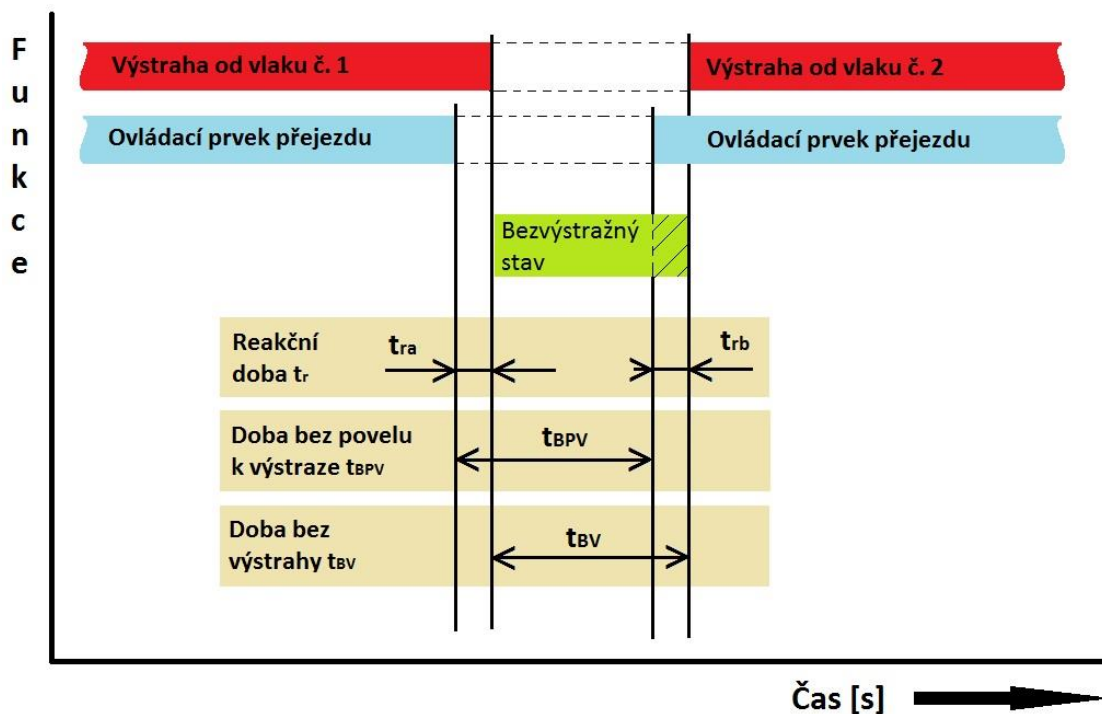 Funkce
Výstraha od vlaku č. 1
Výstraha od vlaku č. 2
Ovládací prvek přejezdu
Ovládací prvek přejezdu
Bezvýstražný
stav
Reakční
doba tr
tra
trb
Doba bez povelu
k výstraze tBPV
tBPV
Doba bez
výstrahy tBV
tBV
Čas [s]